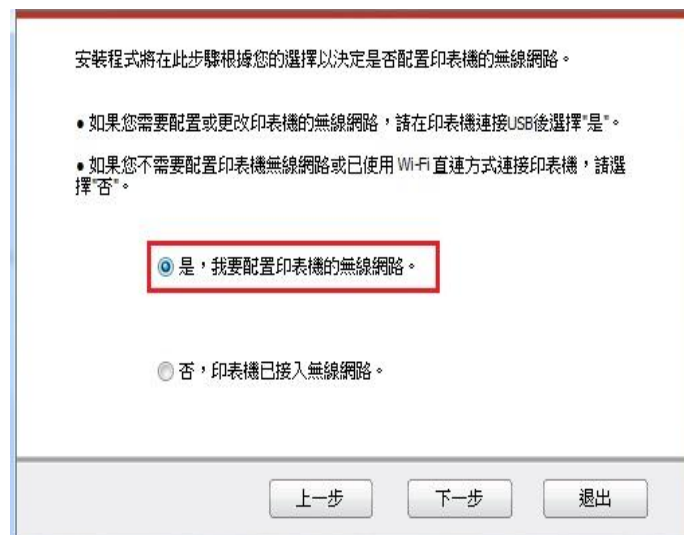 安裝程式將在此步驟根據您的選擇以決定是否配置印表機的無線網路。
• 如果您需要配置或更改印表機的無線網路，請在印表機連接USB後選擇"是"。
• 如果您不需要配置印表機無線網路或已使用 Wi-Fi 直連方式連接印表機，請選
擇"否"。
是，我要配置印表機的無線網路。
否，印表機已接入無線網路。
上一步 下一步 退出